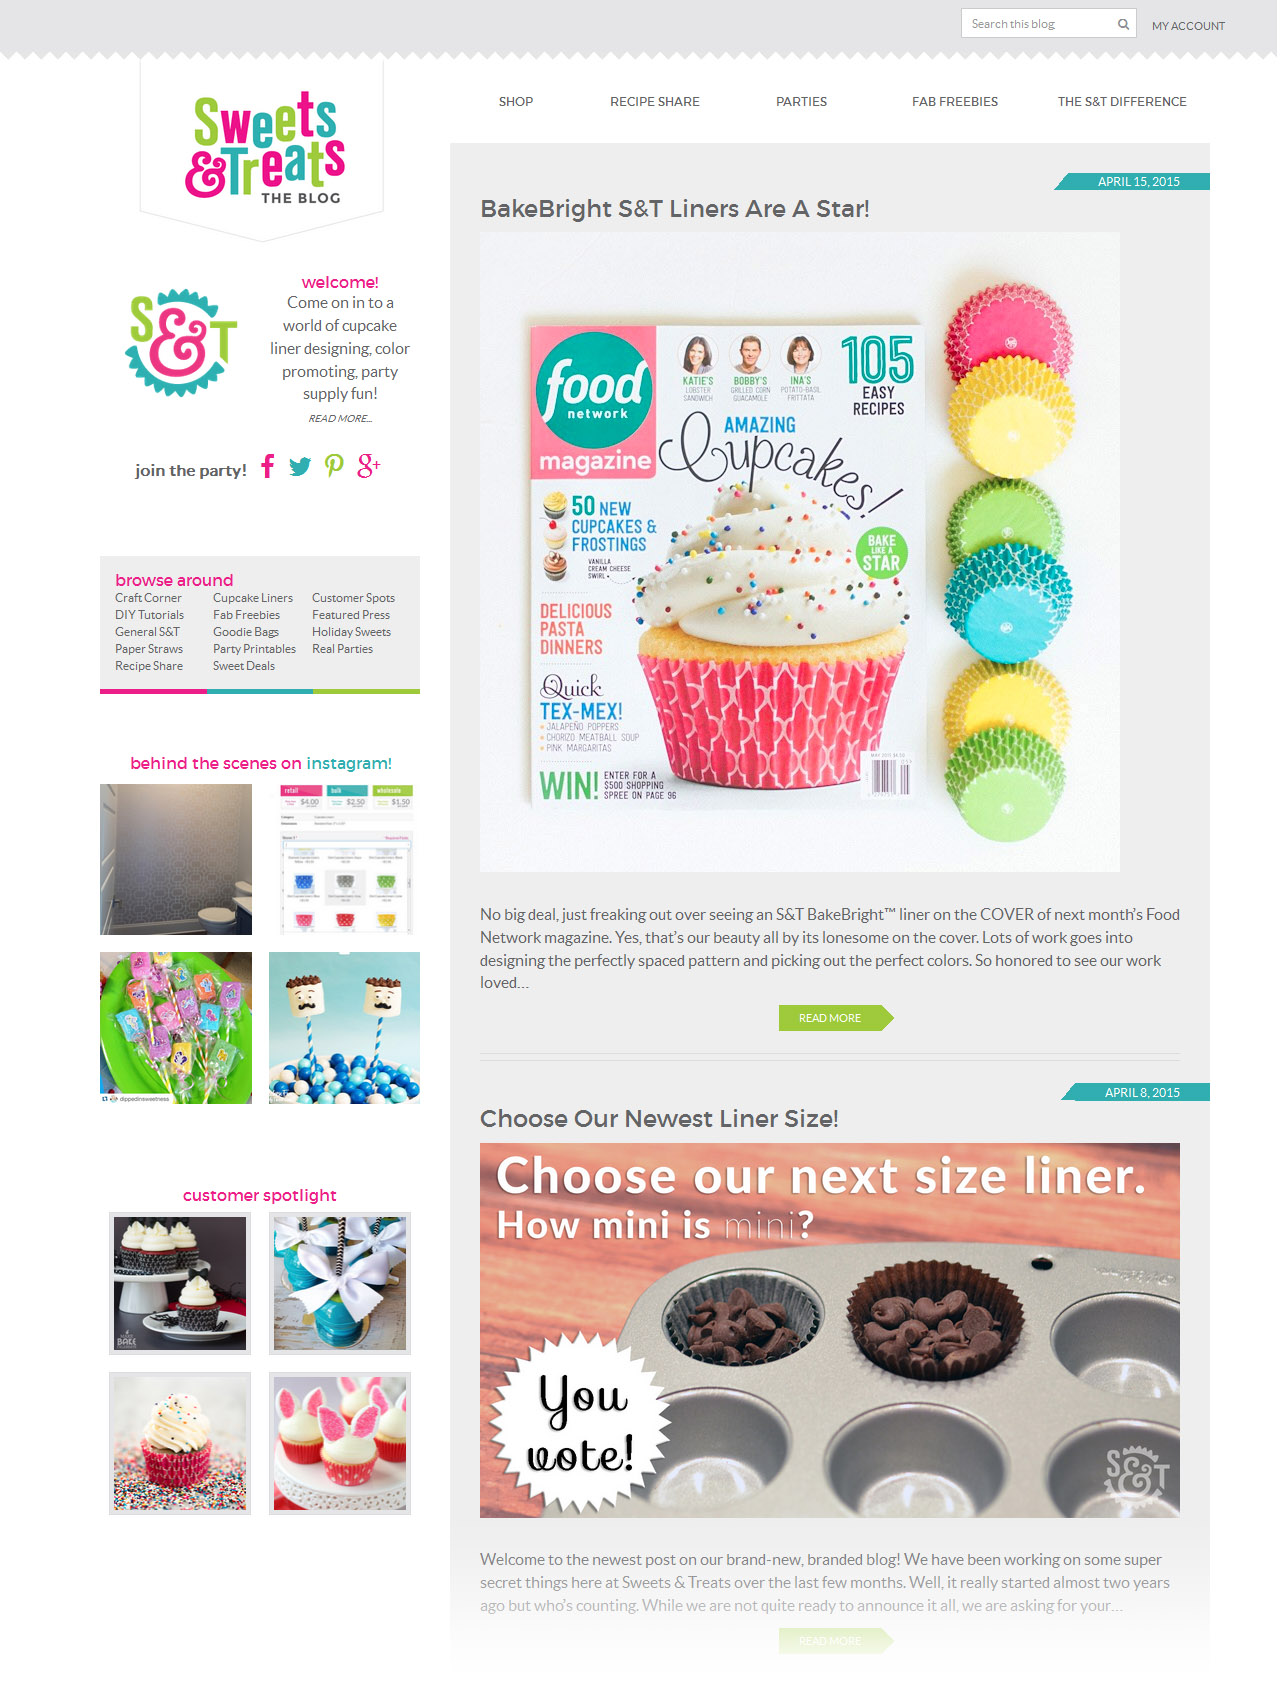 Search this blog
MY ACCOUNT
Sweets
&Treats
THE BLOG
SHOP
RECIPE SHARE
PARTIES
FAB FREEBIES
THE S&T DIFFERENCE
welcome!
Come on in to a
world of cupcake
liner designing, color
promoting, party
supply fun!
READ MORE...
S&T
join the party!
browse around
Craft Corner
Cupcake Liners
Customer Spots
DIY Tutorials
Fab Freebies
Featured Press
General S&T
Goodie Bags
Holiday Sweets
Paper Straws
Party Printables
Real Parties
Recipe Share
Sweet Deals
behind the scenes on instagram!
retail
bulk
wholesale
$4.00
$2.50
$1.50
dippedinsweetness
customer spotlight
BAKE
APRIL 15, 2015
BakeBright S&T Liners Are A Star!
food
network
magazine
KATIE'S
LOBSTER
SANDWICH
BOBBY'S
GRILLED CORN
GUACAMOLE
INA'S
POTATO-BASIL
FRITTATA
105
EASY
RECIPES
AMAZING
Cupcakes!
50 NEW
CUPCAKES &
FROSTINGS
VANILLA
CREAM CHEESE
SWIRL
BAKE
LIKE A
STAR
DELICIOUS
PASTA
DINNERS
Quick
TEX-MEX!
• JALAPEÑO POPPERS
• CHORIZO MEATBALL SOUP
• PINK MARGARITAS
WIN!
ENTER FOR A
$500 SHOPPING
SPREE ON PAGE 96
No big deal, just freaking out over seeing an S&T BakeBright™ liner on the COVER of next month's Food
Network magazine. Yes, that's our beauty all by its lonesome on the cover. Lots of work goes into
designing the perfectly spaced pattern and picking out the perfect colors. So honored to see our work
loved…
READ MORE
APRIL 8, 2015
Choose Our Newest Liner Size!
Choose our next size liner.
How mini is mini?
You
vote!
S&T
Welcome to the newest post on our brand-new, branded blog! We have been working on some super
secret things here at Sweets & Treats over the last few months. Well, it really started almost two years
ago but who's counting. While we are not quite ready to announce it all, we are asking for your…
READ MORE